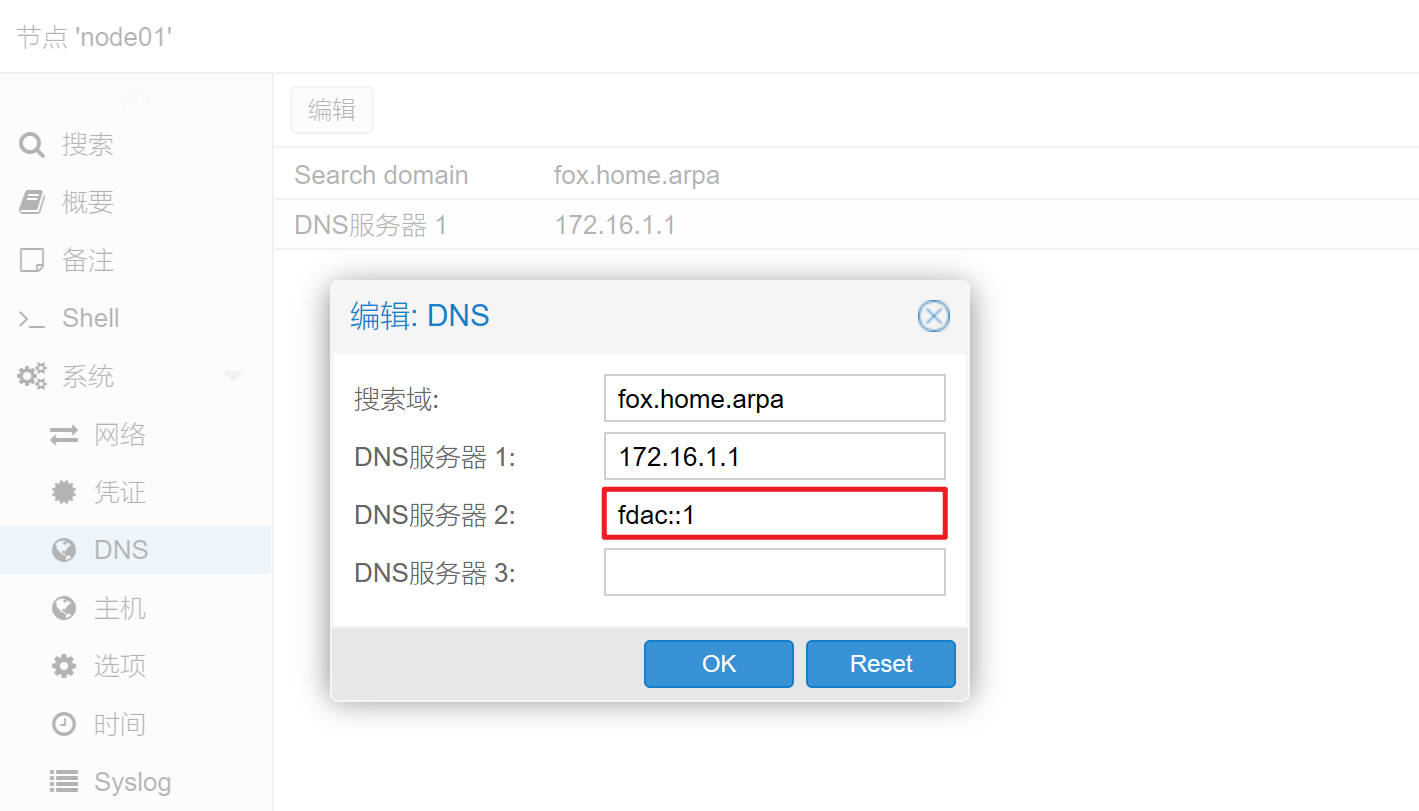 节点 'node01'
搜索
概要
备注
Shell
系统
网络
凭证
DNS
主机
选项
时间
Syslog
编辑
Search domain fox.home.arpa
DNS服务器 1 172.16.1.1
编辑: DNS
搜索域: fox.home.arpa
DNS服务器 1: 172.16.1.1
DNS服务器 2: fdac::1
DNS服务器 3:
OK Reset